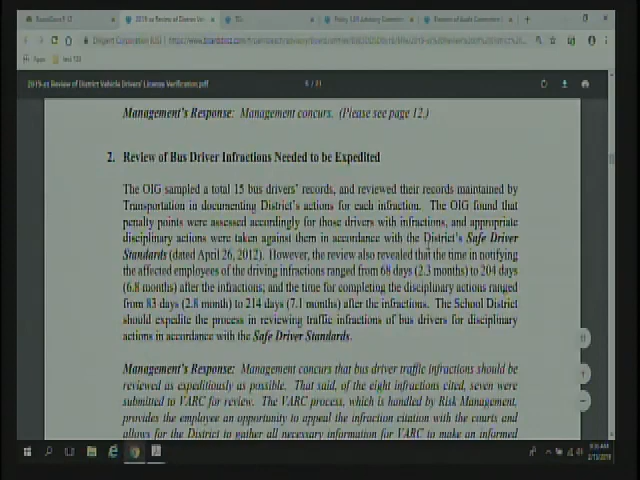 2019-xx Review of District Vehicle Drivers' License Verification.pdf
Management's Response: Management concurs. (Please see page 12.)
2. Review of Bus Driver Infractions Needed to be Expedited
The OIG sampled a total 15 bus drivers' records, and reviewed their records maintained by
Transportation in documenting District's actions for each infraction. The OIG found that
penalty points were assessed accordingly for those drivers with infractions, and appropriate
disciplinary actions were taken against them in accordance with the District's Safe Driver
Standards (dated April 26, 2012). However, the review also revealed that the time in notifying
the affected employees of the driving infractions ranged from 68 days (2.3 months) to 204 days
(6.8 months) after the infractions; and the time for completing the disciplinary actions ranged
from 83 days (2.8 month) to 214 days (7.1 months) after the infractions. The School District
should expedite the process in reviewing traffic infractions of bus drivers for disciplinary
actions in accordance with the Safe Driver Standards.
Management's Response: Management concurs that bus driver traffic infractions should be
reviewed as expeditiously as possible. That said, of the eight infractions cited, seven were
submitted to VARC for review. The VARC process, which is handled by Risk Management,
provides the employee an opportunity to appeal the infraction citation with the courts and
allows for the District to gather all necessary information for VARC to make an informed